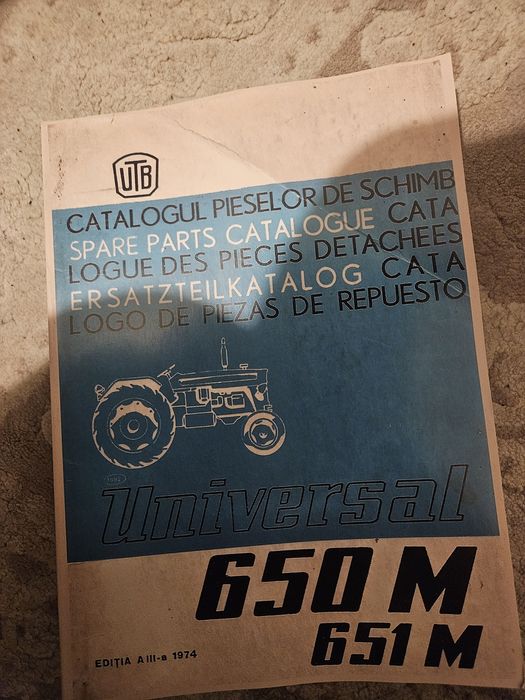 UTB
CATALOGUL PIESELOR DE SCHIMB
SPARE PARTS CATALOGUE CATA
LOGUE DES PIECES DETACHEES
ERSATZTEILKATALOG CATA
LOGO DE PIEZAS DE REPUESTO
Universal
650 M
651 M
EDIŢIA A III-a 1974